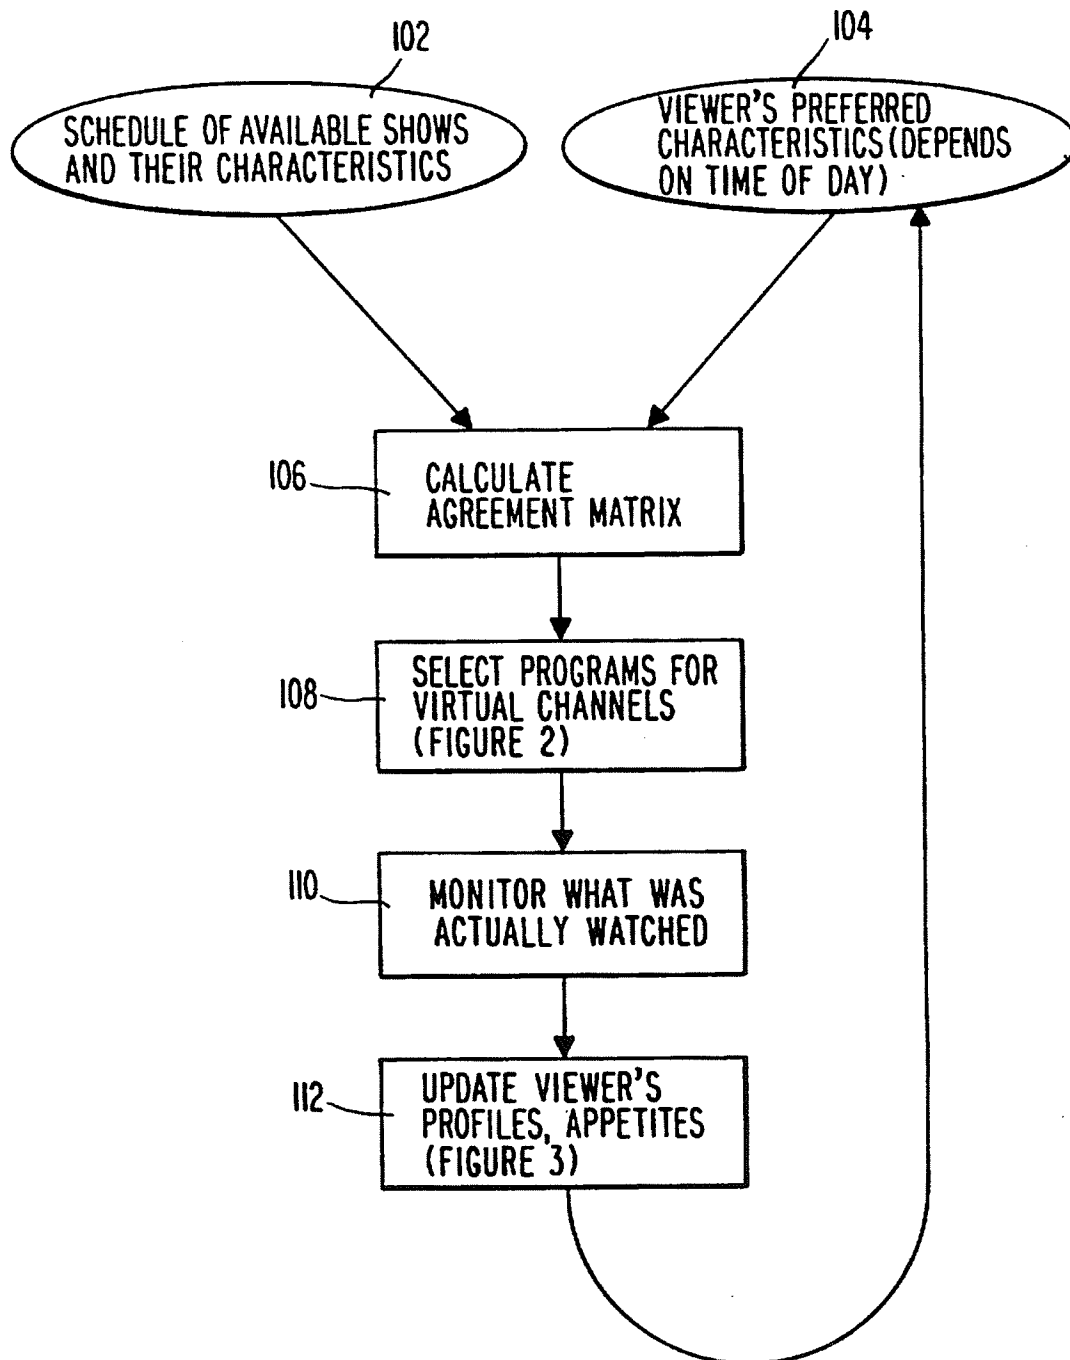 102
SCHEDULE OF AVAILABLE SHOWS
AND THEIR CHARACTERISTICS
104
VIEWER'S PREFERRED
CHARACTERISTICS (DEPENDS
ON TIME OF DAY)
106
CALCULATE
AGREEMENT MATRIX
108
SELECT PROGRAMS FOR
VIRTUAL CHANNELS
(FIGURE 2)
110
MONITOR WHAT WAS
ACTUALLY WATCHED
112
UPDATE VIEWER'S
PROFILES, APPETITES
(FIGURE 3)